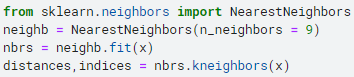 from sklearn.neighbors import NearestNeighbors
neighb = NearestNeighbors(n_neighbors = 9)
nbrs = neighb.fit(x)
distances,indices = nbrs.kneighbors(x)